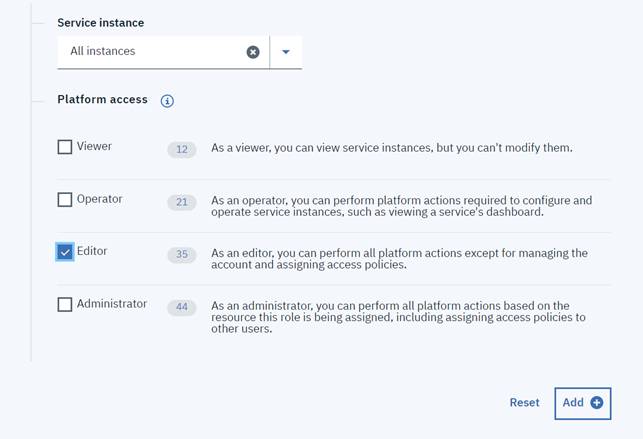 Service instance
All instances
Platform access
Viewer 12 As a viewer, you can view service instances, but you can't modify them.
Operator 21 As an operator, you can perform platform actions required to configure and
operate service instances, such as viewing a service's dashboard.
Editor 35 As an editor, you can perform all platform actions except for managing the
account and assigning access policies.
Administrator 44 As an administrator, you can perform all platform actions based on the
resource this role is being assigned, including assigning access policies to
other users.
Reset Add